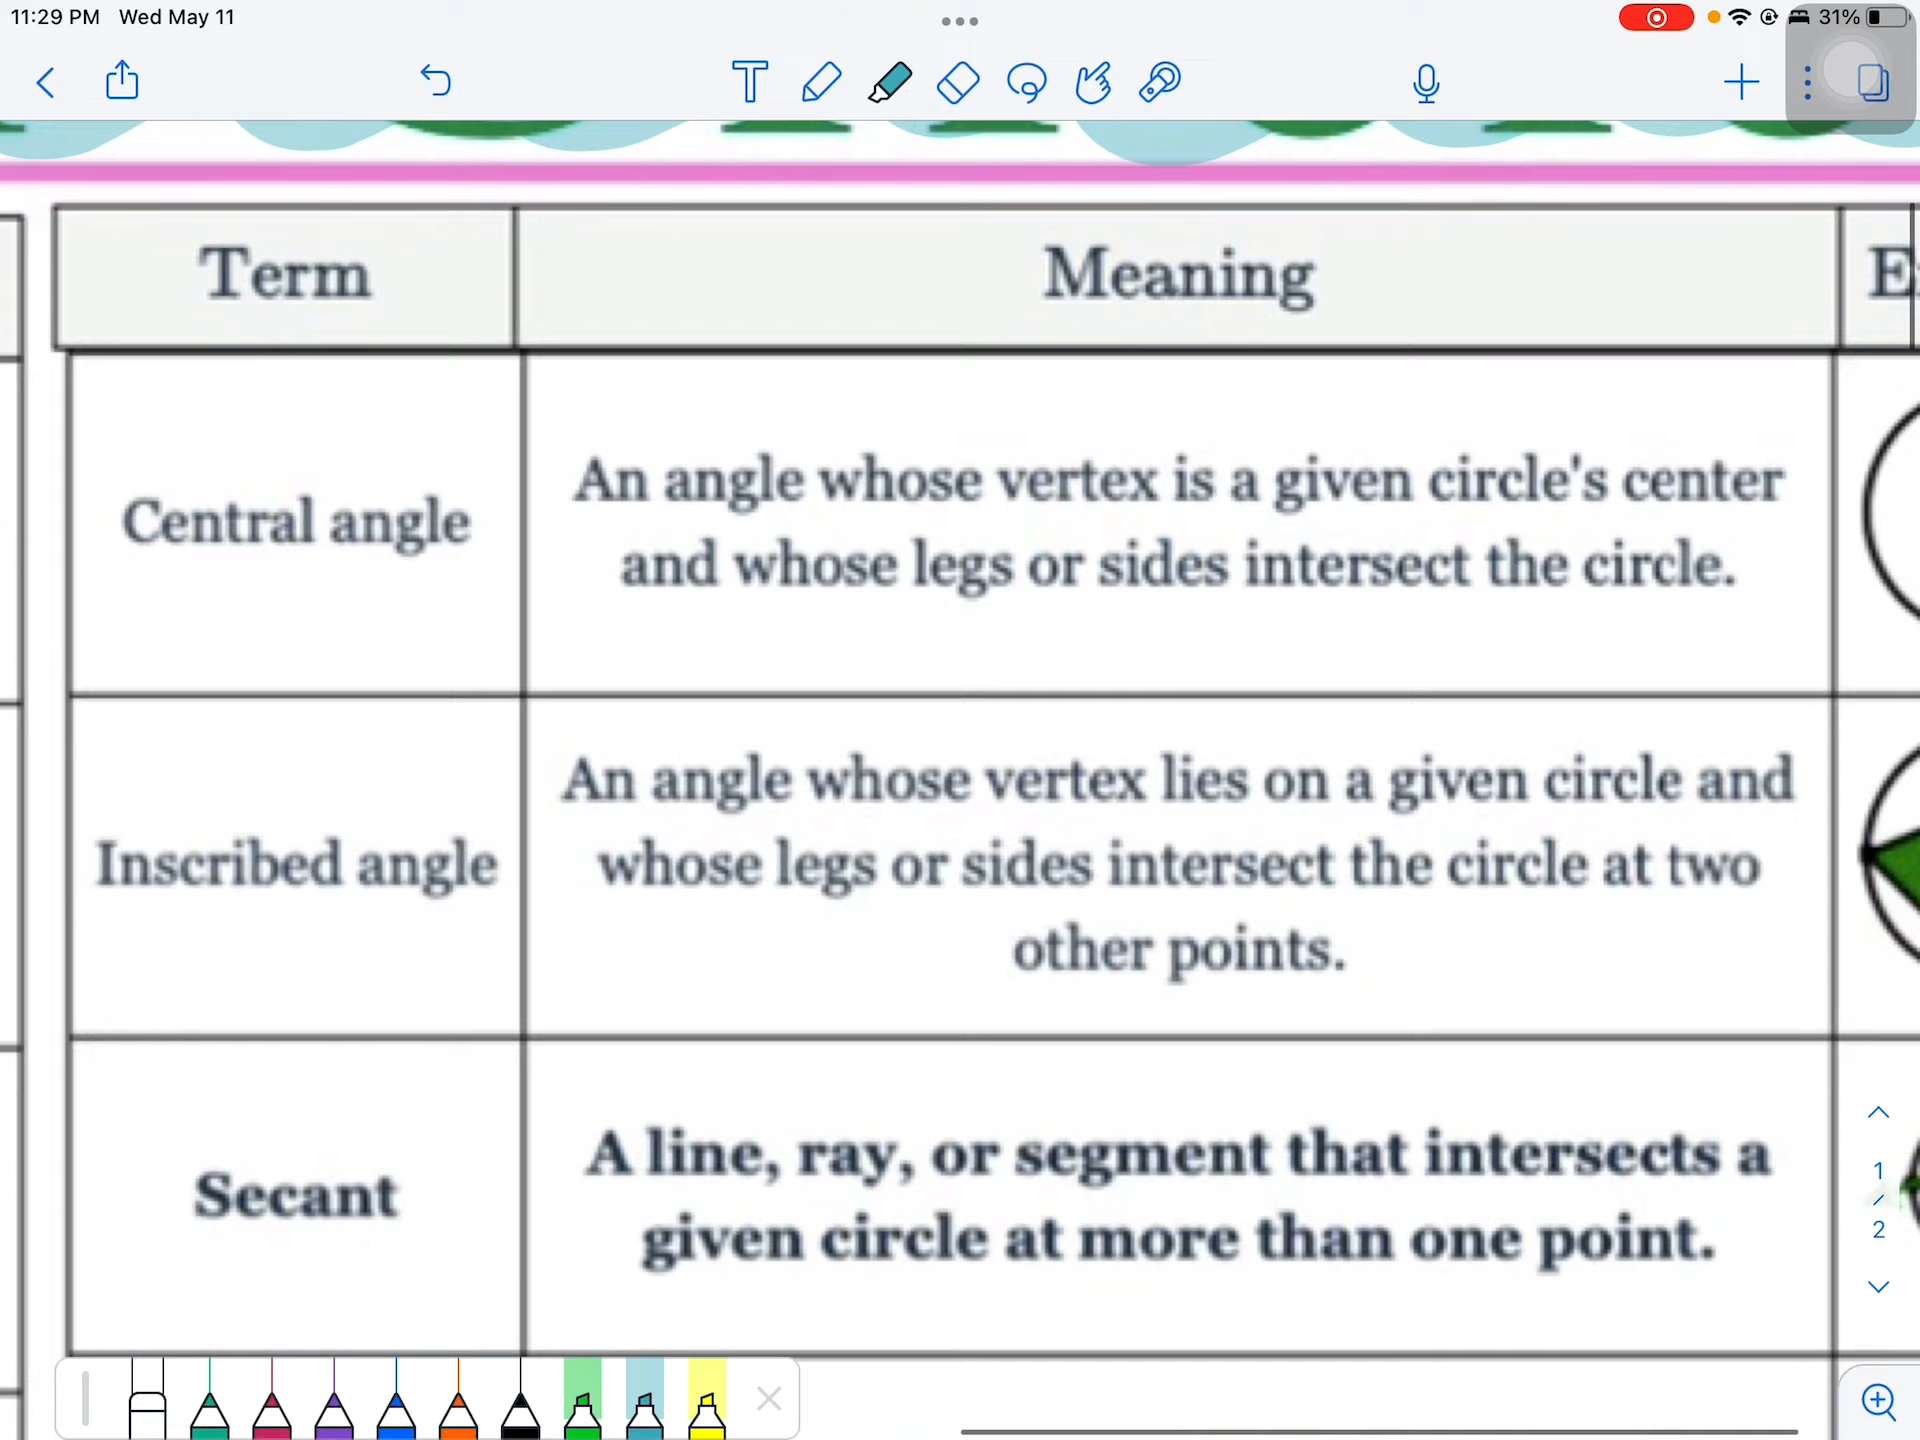 11:29 PM Wed May 11
31%
Term
Meaning
Central angle
An angle whose vertex is a given circle's center
and whose legs or sides intersect the circle.
Inscribed angle
An angle whose vertex lies on a given circle and
whose legs or sides intersect the circle at two
other points.
Secant
A line, ray, or segment that intersects a
given circle at more than one point.
1
/
2